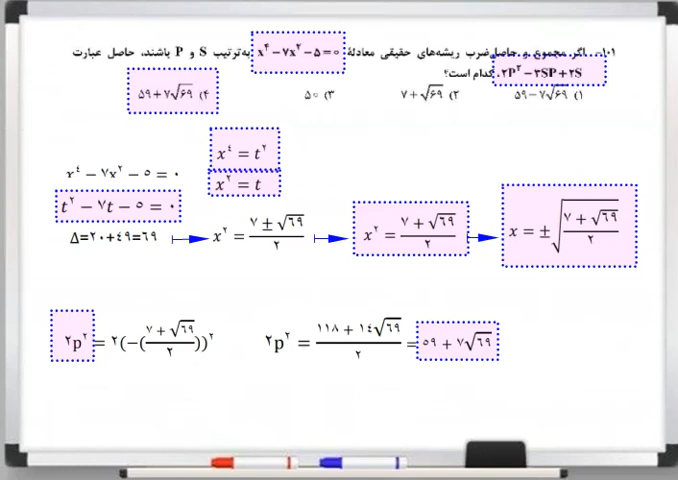 ۱۰۱- اگر مجموع و حاصل‌ضرب ریشه‌های حقیقی معادلهٔ x⁴ − ۷x² − ۵ = ۰ به‌ترتیب S و P باشند، حاصل عبارت
۲P² − ۳SP + ۲S، کدام است؟
۱) ۵۹ − ۷√۶۹ ۲) ۷ + √۶۹ ۳) ۵۰ ۴) ۵۹ + ۷√۶۹
x⁴ = t²
x⁴ − ۷x² − ۵ = ۰
x² = t
t² − ۷t − ۵ = ۰
Δ=۲۰+۴۹=۶۹ x² = (۷ ± √۶۹)/۲ x² = (۷ + √۶۹)/۲ x = ±√((۷ + √۶۹)/۲)
۲p² = ۲(−((۷ + √۶۹)/۲))² ۲p² = (۱۱۸ + ۱۴√۶۹)/۲ = ۵۹ + ۷√۶۹